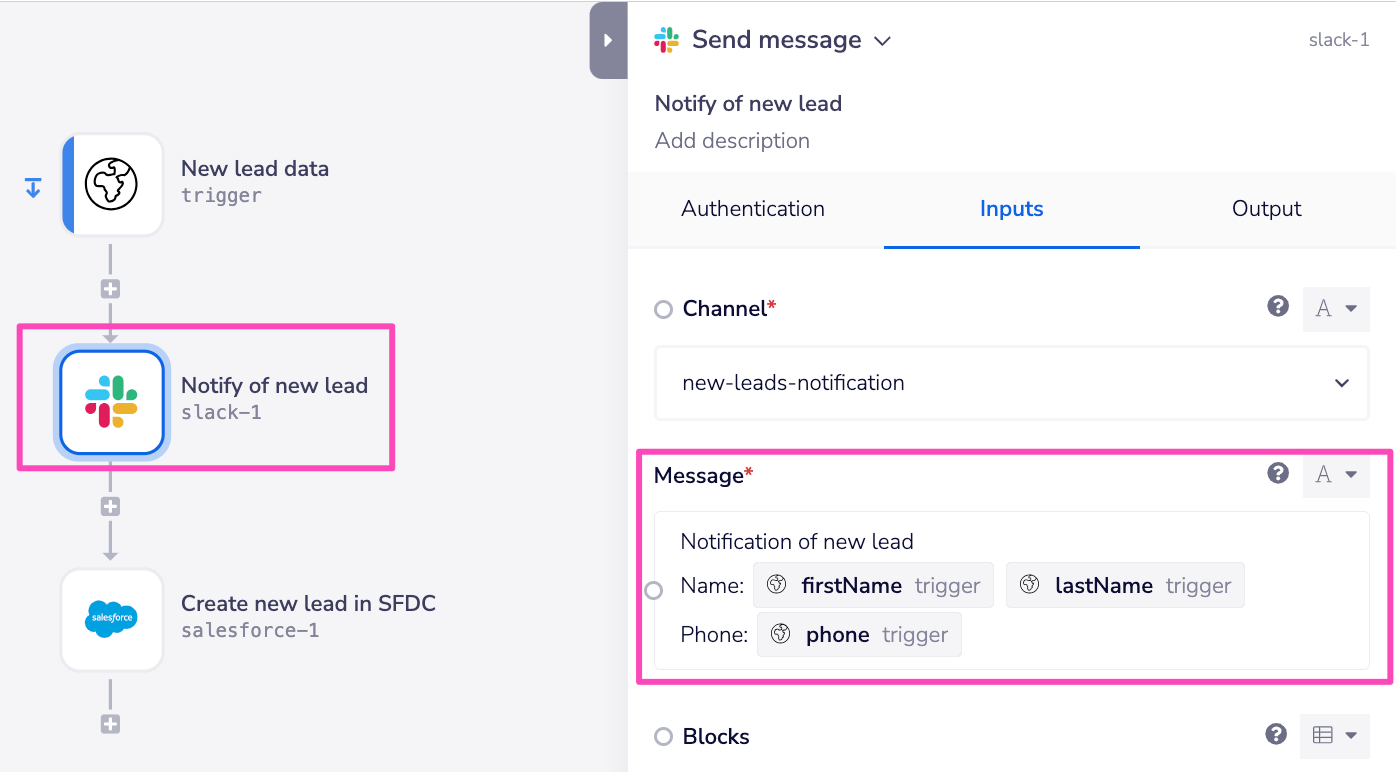 New lead data
trigger
Notify of new lead
slack-1
salesforce
Create new lead in SFDC
salesforce-1
Send message
slack-1
Notify of new lead
Add description
Authentication Inputs Output
Channel* A
new-leads-notification
Message* A
Notification of new lead
Name: firstName trigger lastName trigger
Phone: phone trigger
Blocks